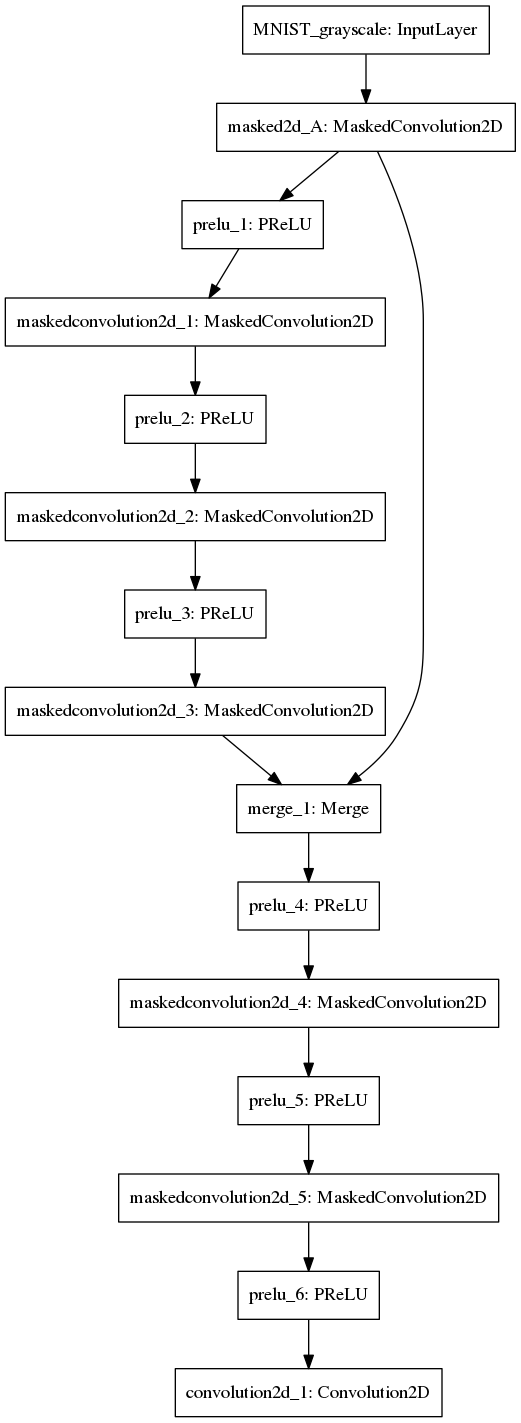 MNIST_grayscale: InputLayer
masked2d_A: MaskedConvolution2D
prelu_1: PReLU
maskedconvolution2d_1: MaskedConvolution2D
prelu_2: PReLU
maskedconvolution2d_2: MaskedConvolution2D
prelu_3: PReLU
maskedconvolution2d_3: MaskedConvolution2D
merge_1: Merge
prelu_4: PReLU
maskedconvolution2d_4: MaskedConvolution2D
prelu_5: PReLU
maskedconvolution2d_5: MaskedConvolution2D
prelu_6: PReLU
convolution2d_1: Convolution2D